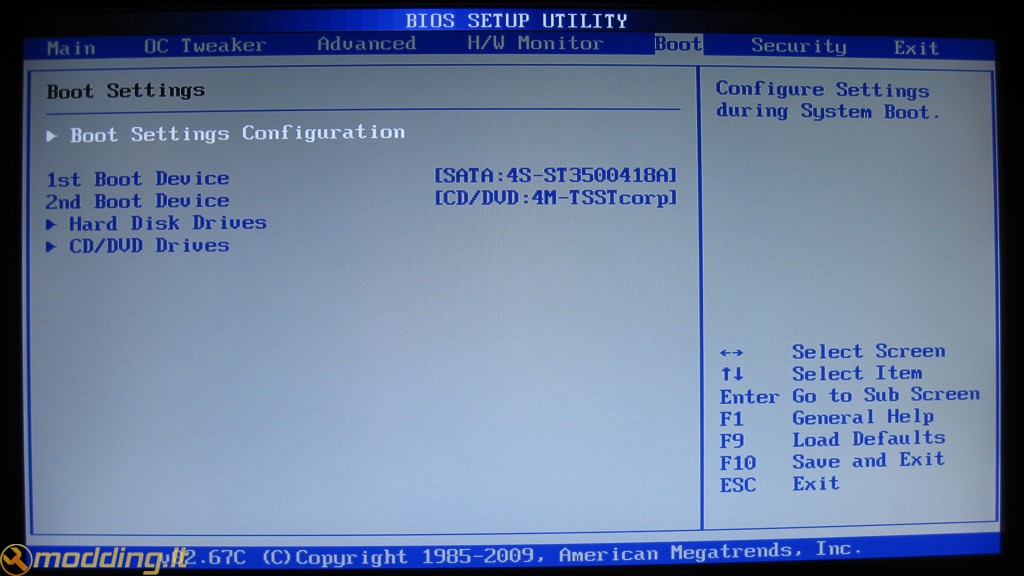 BIOS SETUP UTILITY
Main OC Tweaker Advanced H/W Monitor Boot Security Exit
Boot Settings
Boot Settings Configuration
1st Boot Device [SATA:4S-ST3500418A]
2nd Boot Device [CD/DVD:4M-TSSTcorp]
Hard Disk Drives
CD/DVD Drives
Configure Settings
during System Boot.
←→ Select Screen
↑↓ Select Item
Enter Go to Sub Screen
F1 General Help
F9 Load Defaults
F10 Save and Exit
ESC Exit
modding.lt
02.67C (C)Copyright 1985-2009, American Megatrends, Inc.